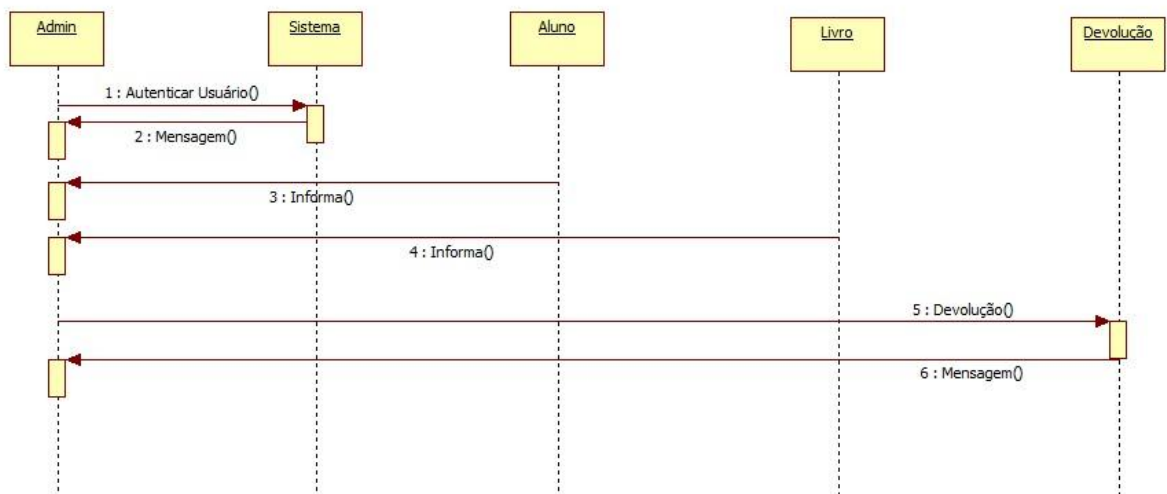 Admin
Sistema
Aluno
Livro
Devolução
1 : Autenticar Usuário()
2 : Mensagem()
3 : Informa()
4 : Informa()
5 : Devolução()
6 : Mensagem()